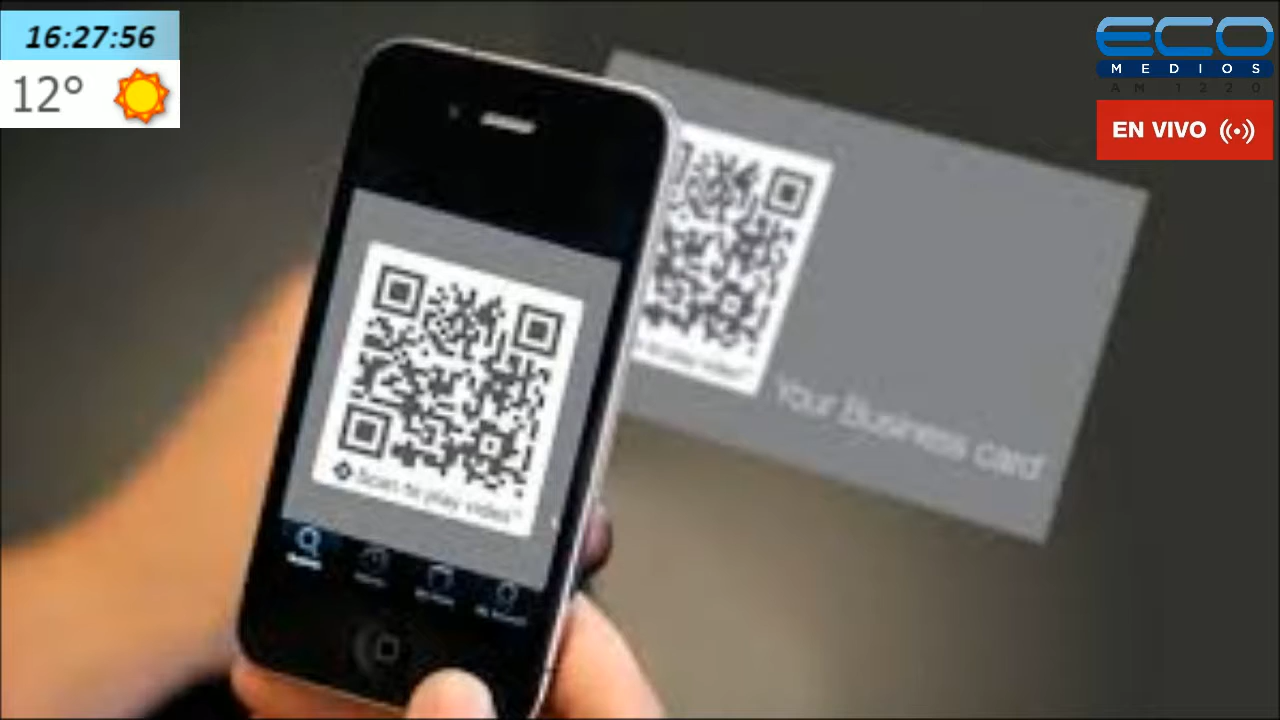 16:27:56
12°
ECO
MEDIOS
AM 1220
EN VIVO
Scan to play video
Your Business card